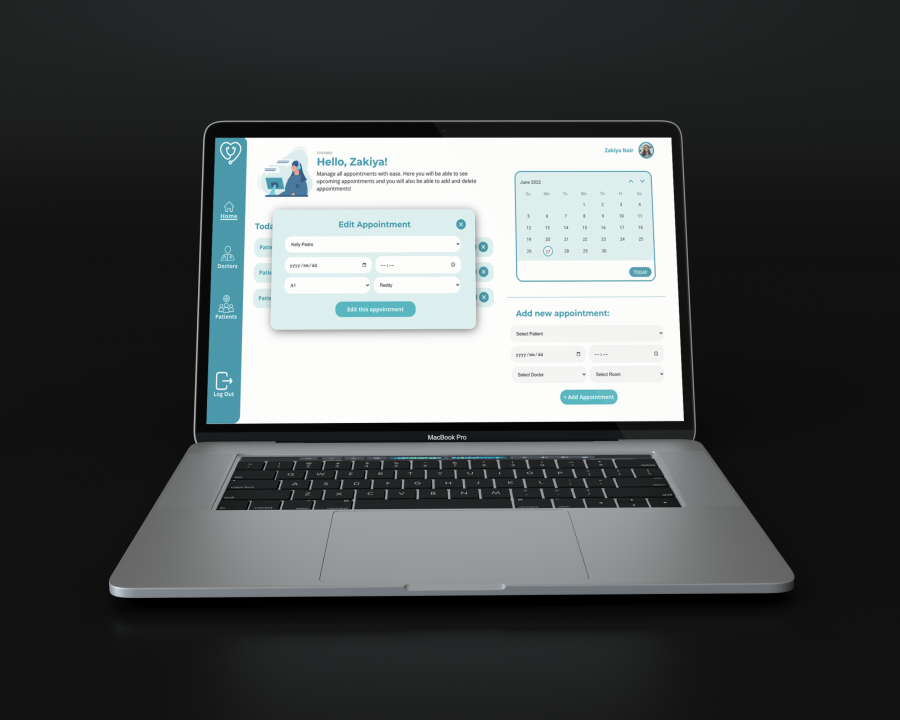 Hello, Zakiya!
Manage all appointments with ease. Here you will be able to see
upcoming appointments and you will also be able to add and delete
appointments!
Zakiya Nair
Home
Doctors
Patients
Log Out
Toda
Patie
Patie
Patie
Edit Appointment
Kelly Pedro
yyyy/mm/dd
--:--
A1
Reddy
Edit this appointment
June 2022
Su Mo Tu We Th Fr Sa
1 2 3 4
5 6 7 8 9 10 11
12 13 14 15 16 17 18
19 20 21 22 23 24 25
26 27 28 29 30
TODAY
Add new appointment:
Select Patient
yyyy/mm/dd
--:--
Select Doctor
Select Room
+ Add Appointment
MacBook Pro
Q W E R T Y U I O P
A S D F G H J K L
Z X C V B N M